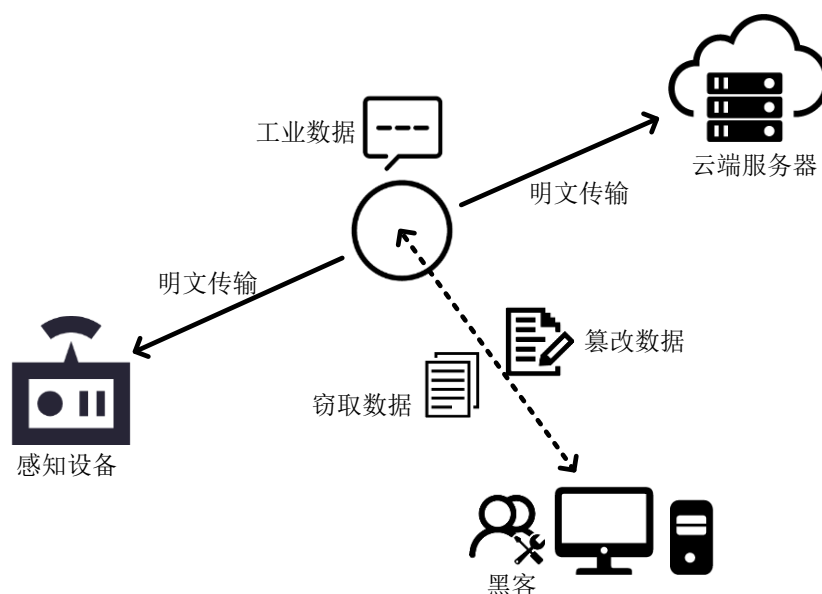 工业数据
云端服务器
明文传输
明文传输
篡改数据
窃取数据
感知设备
黑客